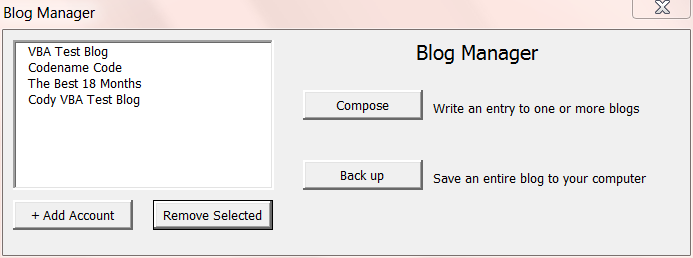 Blog Manager
VBA Test Blog
Codename Code
The Best 18 Months
Cody VBA Test Blog
+ Add Account
Remove Selected
Blog Manager
Compose
Write an entry to one or more blogs
Back up
Save an entire blog to your computer